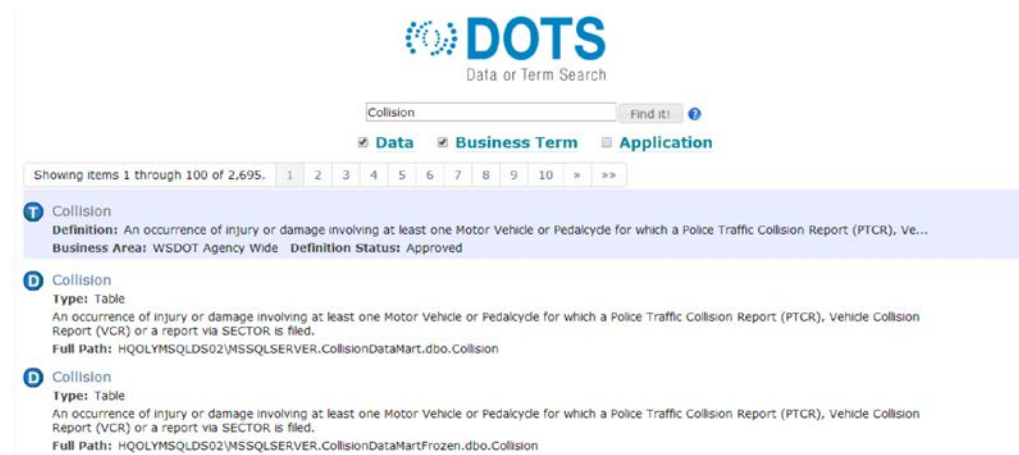 DOTS
Data or Term Search
Collision Find it! ?
Data Business Term Application
Showing items 1 through 100 of 2,695. 1 2 3 4 5 6 7 8 9 10 » »»
T Collision
Definition: An occurrence of injury or damage involving at least one Motor Vehicle or Pedalcycle for which a Police Traffic Collision Report (PTCR), Ve...
Business Area: WSDOT Agency Wide Definition Status: Approved
D Collision
Type: Table
An occurrence of injury or damage involving at least one Motor Vehicle or Pedalcycle for which a Police Traffic Collision Report (PTCR), Vehicle Collision
Report (VCR) or a report via SECTOR is filed.
Full Path: HQOLYMSQLDS02\MSSQLSERVER.CollisionDataMart.dbo.Collision
D Collision
Type: Table
An occurrence of injury or damage involving at least one Motor Vehicle or Pedalcycle for which a Police Traffic Collision Report (PTCR), Vehicle Collision
Report (VCR) or a report via SECTOR is filed.
Full Path: HQOLYMSQLDS02\MSSQLSERVER.CollisionDataMartFrozen.dbo.Collision